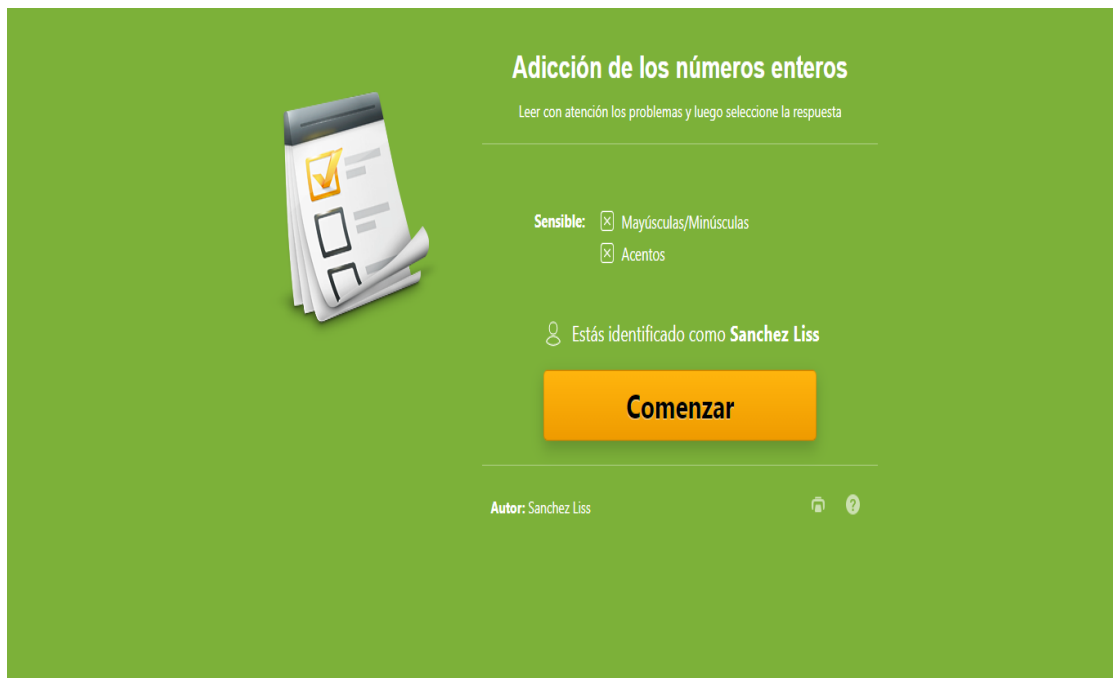 Adicción de los números enteros
Leer con atención los problemas y luego seleccione la respuesta
Sensible: Mayúsculas/Minúsculas
Acentos
Estás identificado como Sanchez Liss
Comenzar
Autor: Sanchez Liss
?